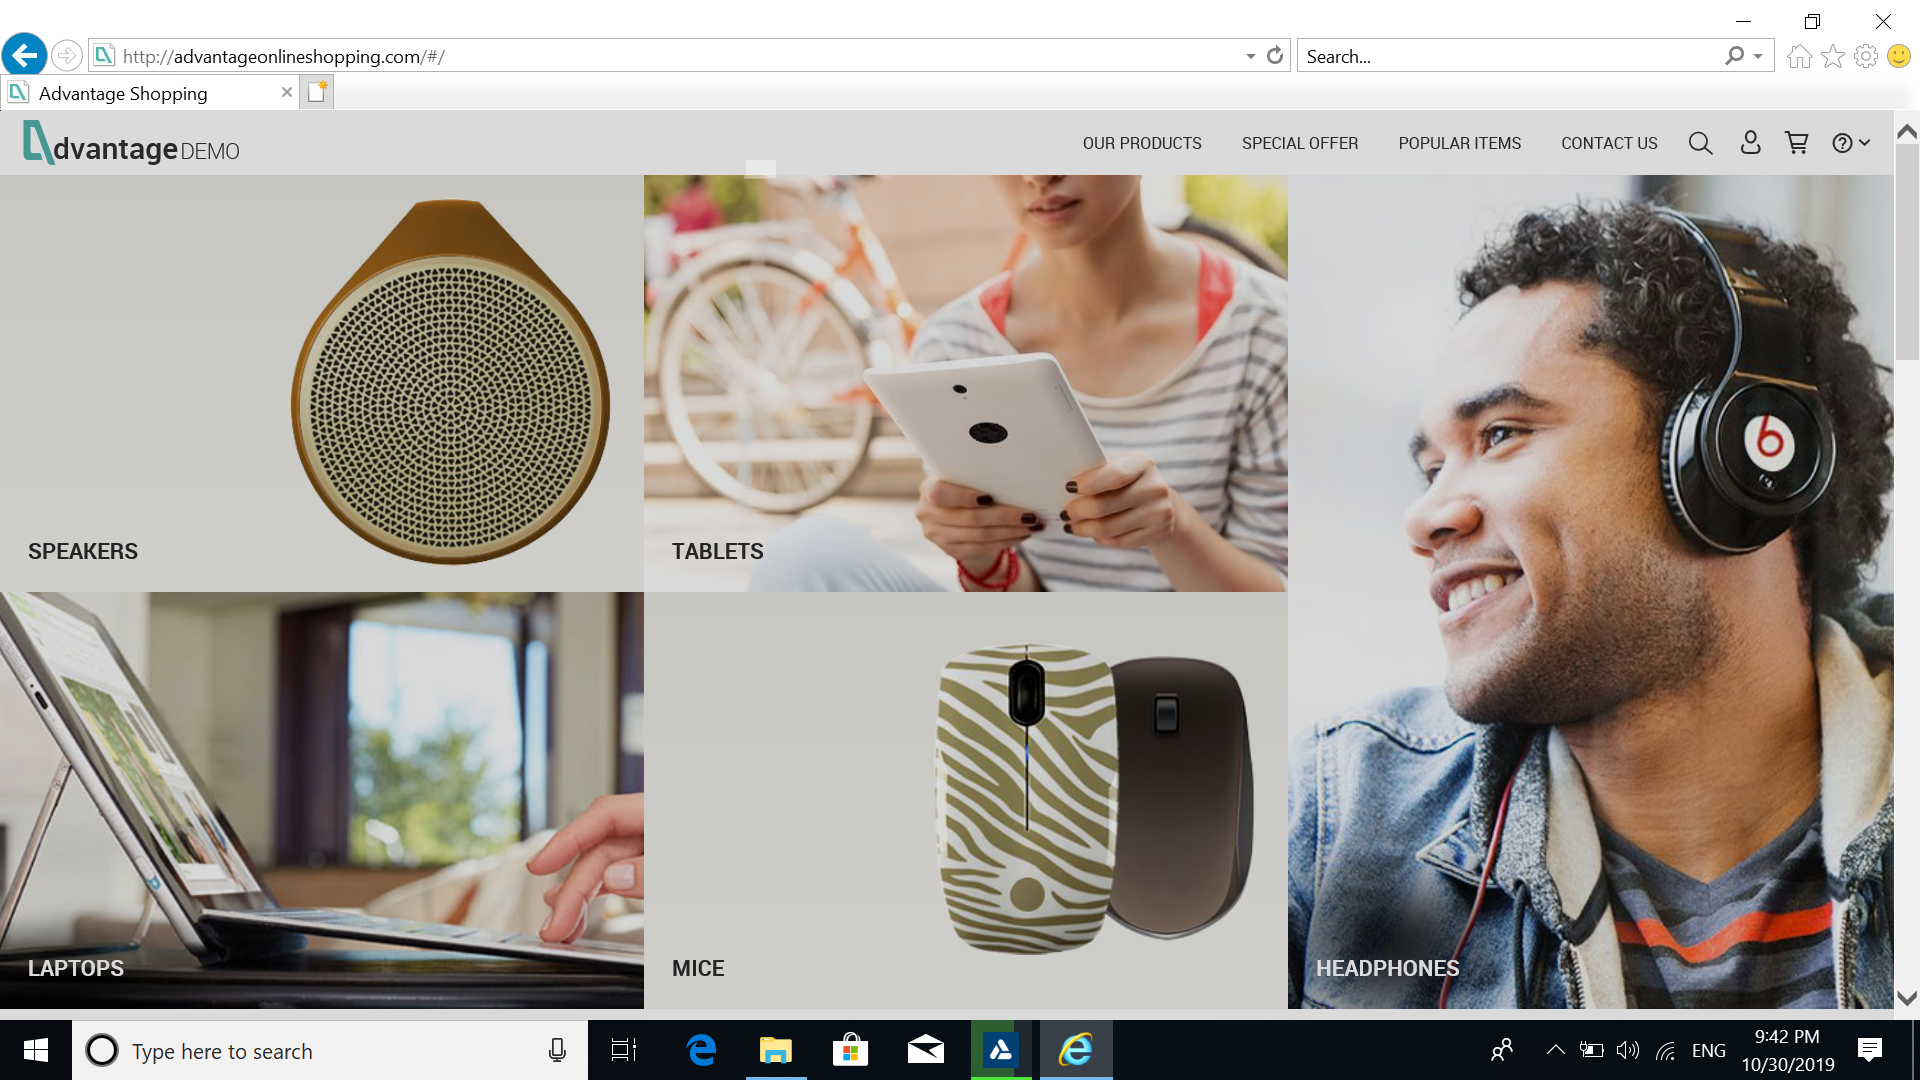 http://advantageonlineshopping.com/#/
Search...
Advantage Shopping
dvantage DEMO
OUR PRODUCTS
SPECIAL OFFER
POPULAR ITEMS
CONTACT US
SPEAKERS
TABLETS
LAPTOPS
MICE
HEADPHONES
Type here to search
ENG
9:42 PM
10/30/2019